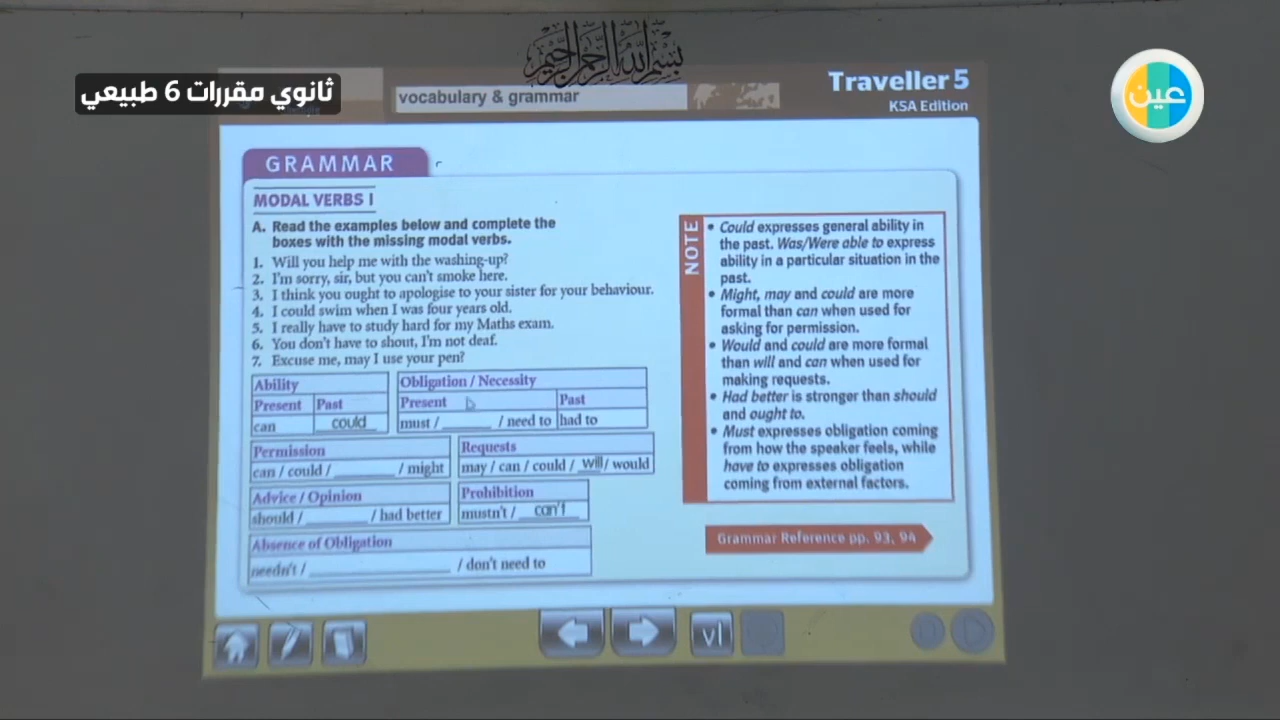 بسم الله الرحمن الرحيم
ثانوي مقررات 6 طبيعي
عين
vocabulary & grammar
Traveller 5
KSA Edition
GRAMMAR
MODAL VERBS I
A. Read the examples below and complete the
boxes with the missing modal verbs.
1. Will you help me with the washing-up?
2. I'm sorry, sir, but you can't smoke here.
3. I think you ought to apologise to your sister for your behaviour.
4. I could swim when I was four years old.
5. I really have to study hard for my Maths exam.
6. You don't have to shout, I'm not deaf.
7. Excuse me, may I use your pen?
Ability
Present Past
can could
Obligation / Necessity
Present Past
must / ______ / need to had to
Permission
can / could / ______ / might
Requests
may / can / could / will / would
Advice / Opinion
should / ______ / had better
Prohibition
mustn't / can't
Absence of Obligation
needn't / ______ / don't need to
NOTE
• Could expresses general ability in
the past. Was/Were able to express
ability in a particular situation in the
past.
• Might, may and could are more
formal than can when used for
asking for permission.
• Would and could are more formal
than will and can when used for
making requests.
• Had better is stronger than should
and ought to.
• Must expresses obligation coming
from how the speaker feels, while
have to expresses obligation
coming from external factors.
Grammar Reference pp. 93, 94